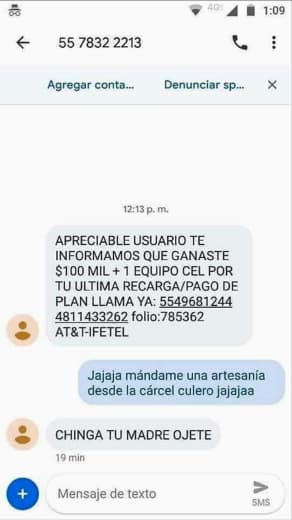 4G 1:09
55 7832 2213
Agregar conta... Denunciar sp...
12:13 p. m.
APRECIABLE USUARIO TE
INFORMAMOS QUE GANASTE
$100 MIL + 1 EQUIPO CEL POR
TU ULTIMA RECARGA/PAGO DE
PLAN LLAMA YA: 5549681244
4811433262 folio:785362
AT&T-IFETEL
Jajaja mándame una artesanía
desde la cárcel culero jajajaa
CHINGA TU MADRE OJETE
19 min
Mensaje de texto
SMS